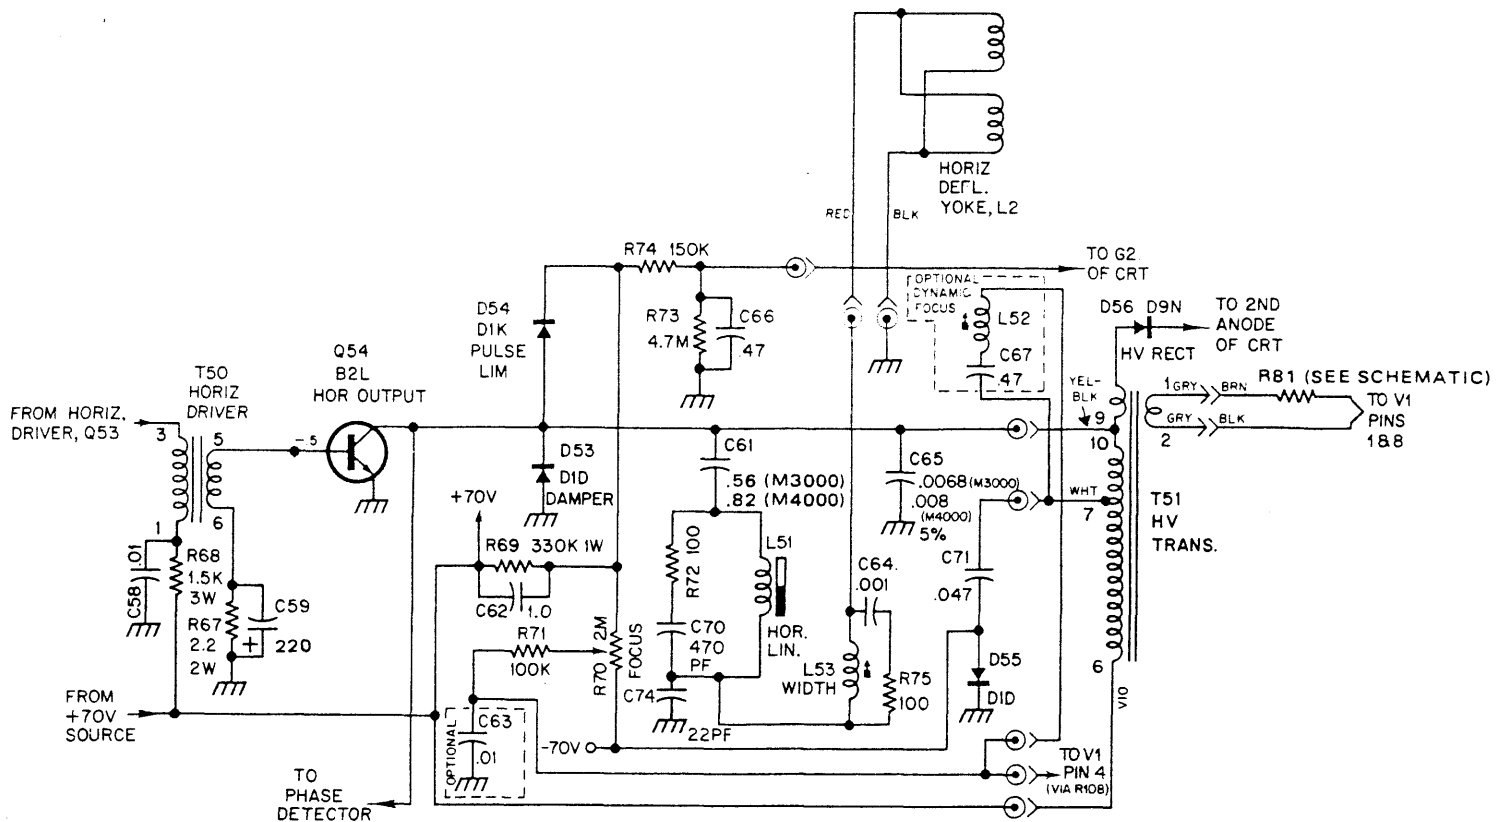 HORIZ
DEFL.
YOKE, L2
RED
BLK
R74 150K
TO G2
OF CRT
OPTIONAL
DYNAMIC
FOCUS
L52
C67
.47
D54
D1K
PULSE
LIM
R73
4.7M
C66
.47
D56 D9N
HV RECT
TO 2ND
ANODE
OF CRT
Q54
B2L
HOR OUTPUT
T50
HORIZ
DRIVER
FROM HORIZ.
DRIVER, Q53
3
5
-.5
1
6
YEL-
BLK
9
10
1 GRY
BRN
R81 (SEE SCHEMATIC)
GRY
BLK
2
TO V1
PINS
1&8
D53
D1D
DAMPER
C61
.56 (M3000)
.82 (M4000)
C65
.0068 (M3000)
.008
(M4000)
5%
WHT
7
T51
HV
TRANS.
+70V
R69 330K 1W
C62 1.0
R72 100
L51
HOR.
LIN.
C64
.001
C71
.047
.01
C58
R68
1.5K
3W
R67
2.2
2W
C59
+ 220
R71
100K
R70 2M
FOCUS
C70
470
PF
C74
22PF
L53
WIDTH
R75
100
D55
D1D
6
VIO
FROM
+70V
SOURCE
OPTIONAL
C63
.01
-70V
TO V1
PIN 4
(VIA R108)
TO
PHASE
DETECTOR